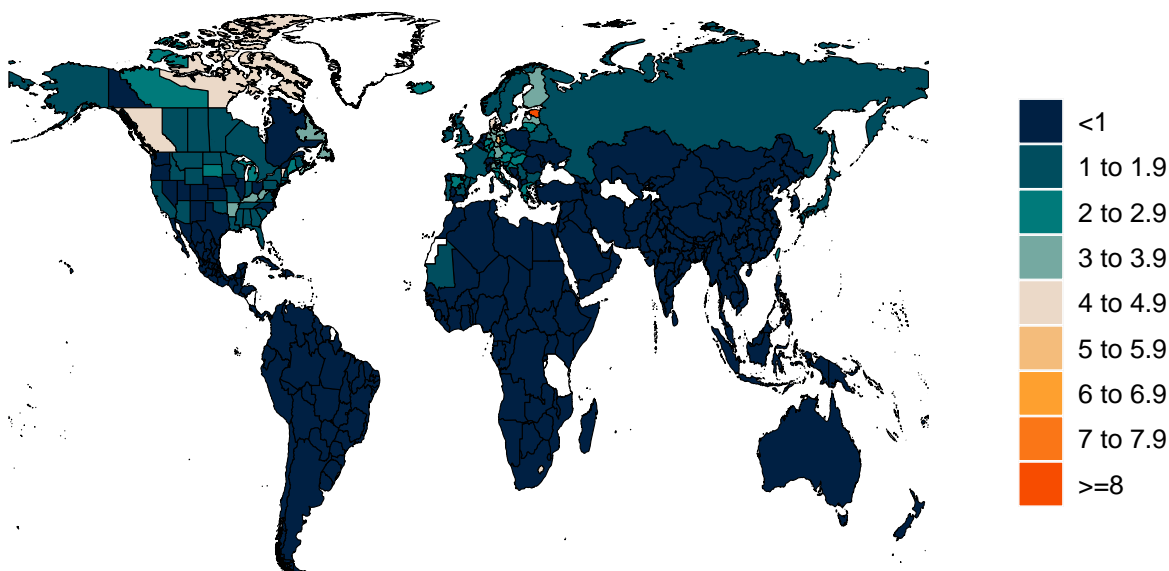 <1
1 to 1.9
2 to 2.9
3 to 3.9
4 to 4.9
5 to 5.9
6 to 6.9
7 to 7.9
>=8